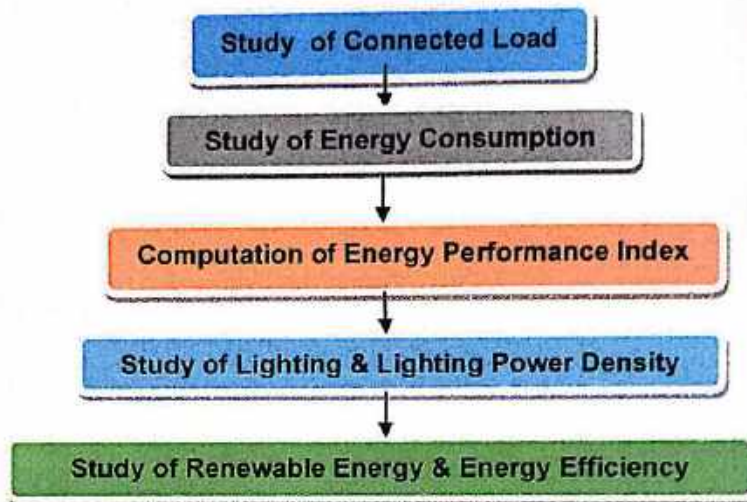 Study of Connected Load
Study of Energy Consumption
Computation of Energy Performance Index
Study of Lighting & Lighting Power Density
Study of Renewable Energy & Energy Efficiency